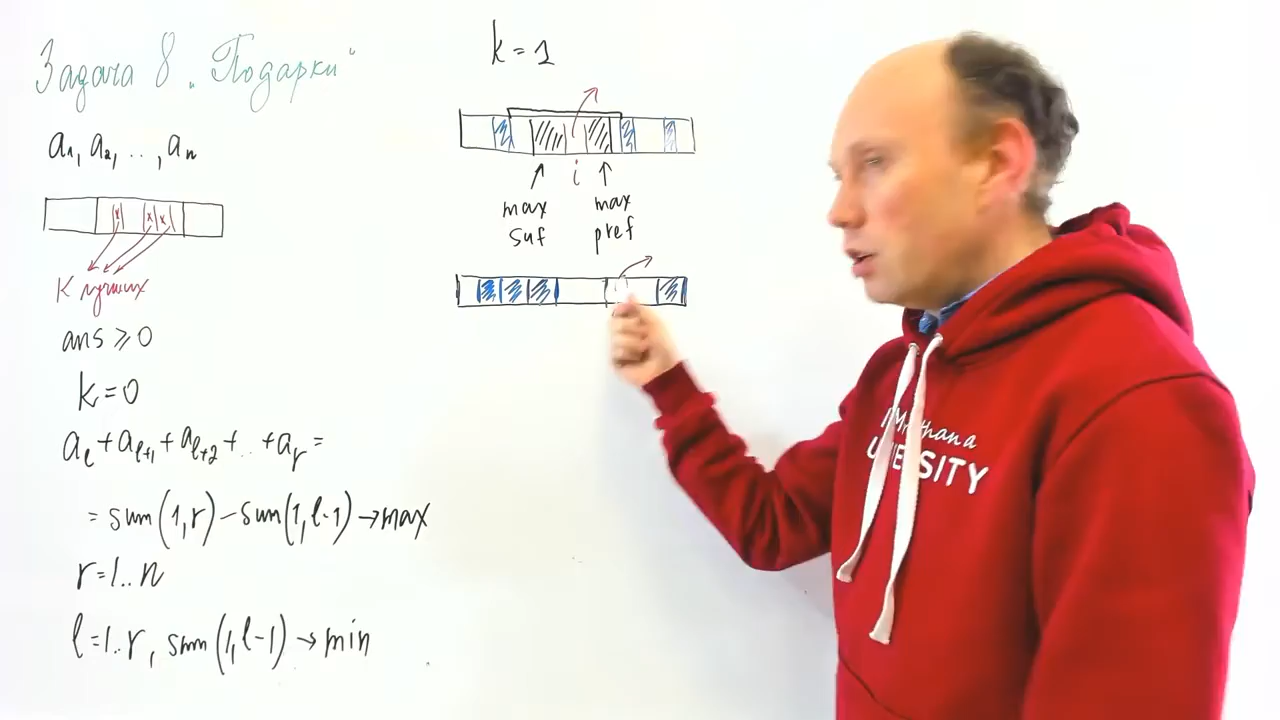 Задача 8 „Подарки“
a₁, a₂, .., aₙ
K лучших
ans ⩾ 0
k = 0
aₗ + aₗ₊₁ + aₗ₊₂ + .. + aᵣ =
= sum(1, r) - sum(1, l-1) → max
r = 1..n
l = 1..r, sum(1, l-1) → min
k = 1
i
max suf
max pref
UNIVERSITY